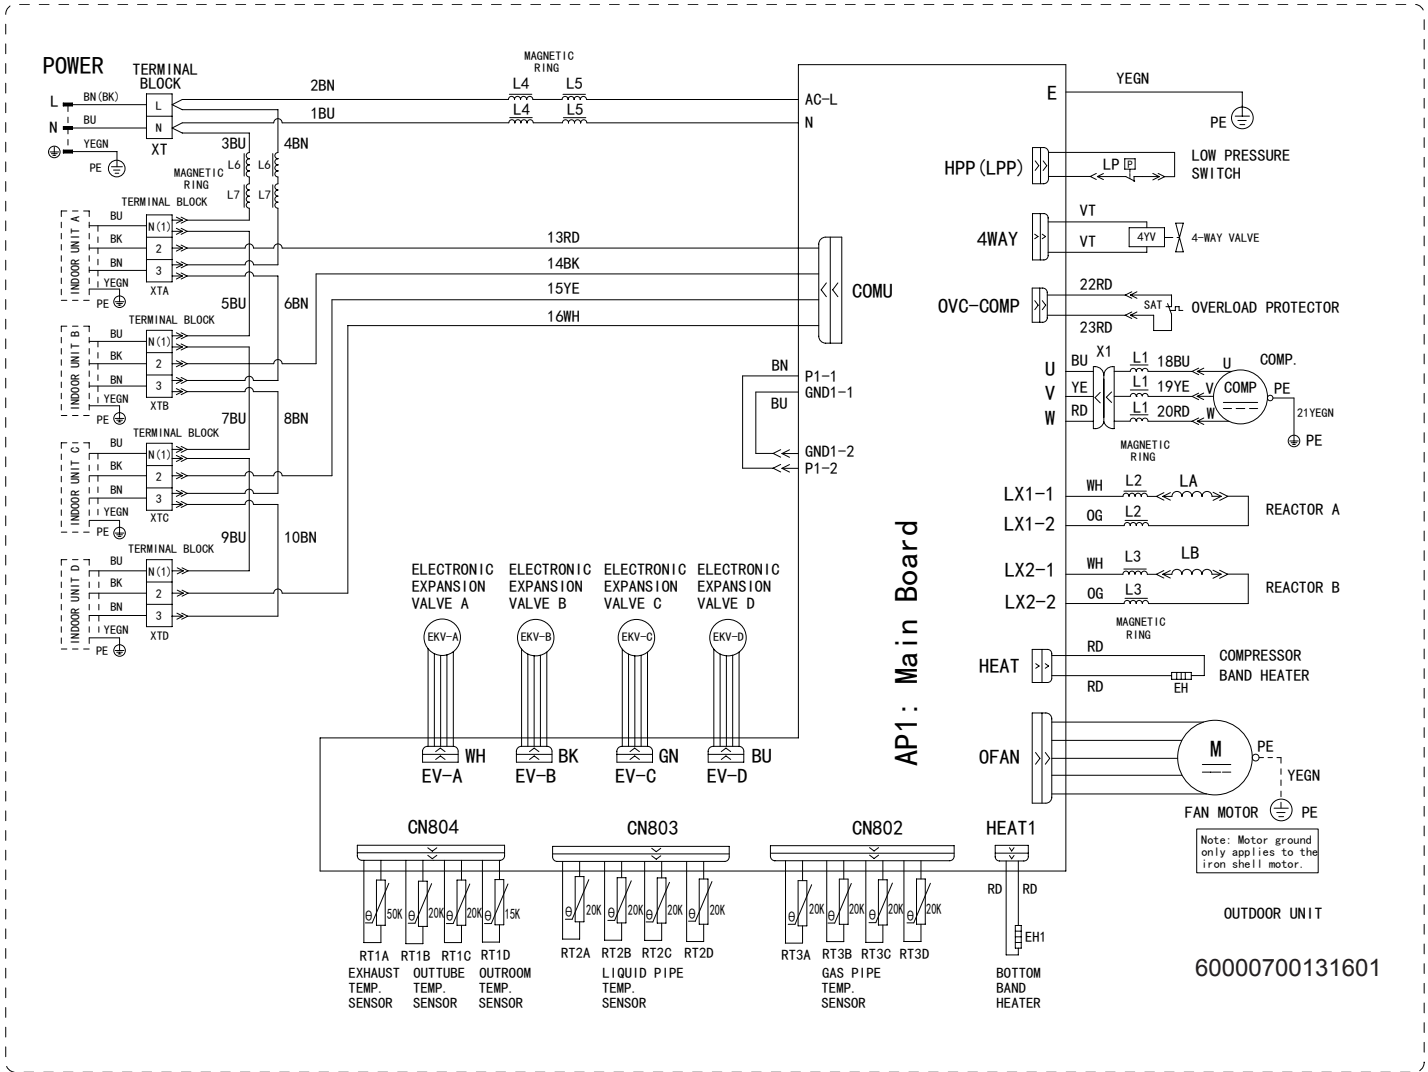 POWER
TERMINAL
BLOCK
MAGNETIC
RING
L BN(BK) L 2BN L4 L5 AC-L
N BU N 1BU L4 L5 N
XT
YEGN
PE
3BU 4BN
MAGNETIC
RING
L6 L6
L7 L7
TERMINAL BLOCK
INDOOR UNIT A
BU N(1)
BK 2 13RD
BN 3
YEGN
PE XTA
14BK
15YE
16WH
COMU
5BU 6BN
TERMINAL BLOCK
INDOOR UNIT B
BU N(1)
BK 2
BN 3
YEGN
PE XTB
7BU 8BN
TERMINAL BLOCK
INDOOR UNIT C
BU N(1)
BK 2
BN 3
YEGN
PE XTC
9BU 10BN
TERMINAL BLOCK
INDOOR UNIT D
BU N(1)
BK 2
BN 3
YEGN
PE XTD
BN P1-1
BU GND1-1
GND1-2
P1-2
AP1: Main Board
E YEGN
PE
HPP(LPP) LP P LOW PRESSURE
SWITCH
4WAY VT
VT 4YV 4-WAY VALVE
OVC-COMP 22RD
SAT OVERLOAD PROTECTOR
23RD
X1 COMP.
U BU L1 18BU U
V YE L1 19YE V COMP PE
W RD L1 20RD W
21YEGN
PE
MAGNETIC
RING
LX1-1 WH L2 LA
LX1-2 OG L2 REACTOR A
LX2-1 WH L3 LB
LX2-2 OG L3 REACTOR B
MAGNETIC
RING
HEAT RD
RD EH
COMPRESSOR
BAND HEATER
OFAN M PE
YEGN
FAN MOTOR PE
Note: Motor ground
only applies to the
iron shell motor.
ELECTRONIC
EXPANSION
VALVE A
ELECTRONIC
EXPANSION
VALVE B
ELECTRONIC
EXPANSION
VALVE C
ELECTRONIC
EXPANSION
VALVE D
EKV-A EKV-B EKV-C EKV-D
WH BK GN BU
EV-A EV-B EV-C EV-D
CN804 CN803 CN802 HEAT1
θ 50K θ 20K θ 20K θ 15K
RT1A RT1B RT1C RT1D
EXHAUST
TEMP.
SENSOR
OUTTUBE
TEMP.
SENSOR
OUTROOM
TEMP.
SENSOR
θ 20K θ 20K θ 20K θ 20K
RT2A RT2B RT2C RT2D
LIQUID PIPE
TEMP.
SENSOR
θ 20K θ 20K θ 20K θ 20K
RT3A RT3B RT3C RT3D
GAS PIPE
TEMP.
SENSOR
RD RD
EH1
BOTTOM
BAND
HEATER
OUTDOOR UNIT
60000700131601